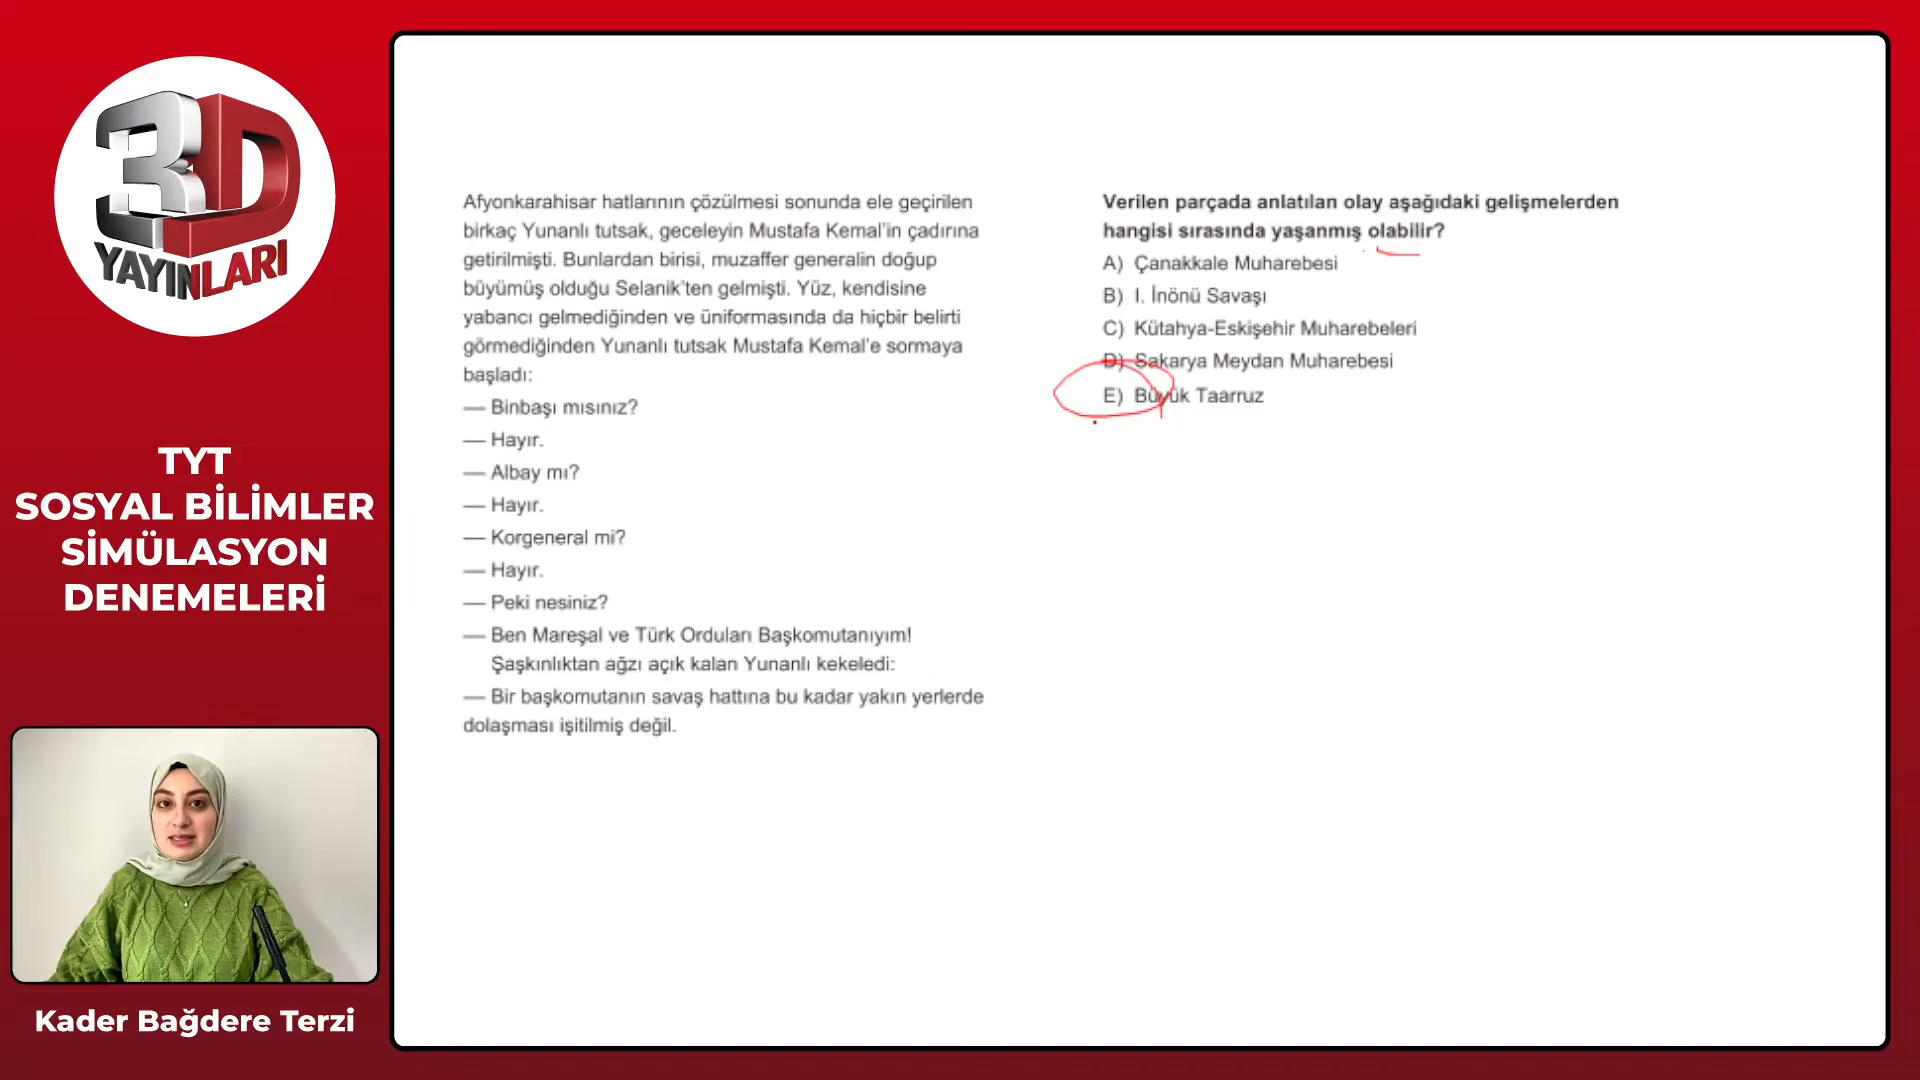 3D
YAYINLARI
TYT
SOSYAL BİLİMLER
SİMÜLASYON
DENEMELERİ
Kader Bağdere Terzi
Afyonkarahisar hatlarının çözülmesi sonunda ele geçirilen
birkaç Yunanlı tutsak, geceleyin Mustafa Kemal'in çadırına
getirilmişti. Bunlardan birisi, muzaffer generalin doğup
büyümüş olduğu Selanik'ten gelmişti. Yüz, kendisine
yabancı gelmediğinden ve üniformasında da hiçbir belirti
görmediğinden Yunanlı tutsak Mustafa Kemal'e sormaya
başladı:
— Binbaşı mısınız?
— Hayır.
— Albay mı?
— Hayır.
— Korgeneral mi?
— Hayır.
— Peki nesiniz?
— Ben Mareşal ve Türk Orduları Başkomutanıyım!
Şaşkınlıktan ağzı açık kalan Yunanlı kekeledi:
— Bir başkomutanın savaş hattına bu kadar yakın yerlerde
dolaşması işitilmiş değil.
Verilen parçada anlatılan olay aşağıdaki gelişmelerden
hangisi sırasında yaşanmış olabilir?
A) Çanakkale Muharebesi
B) I. İnönü Savaşı
C) Kütahya-Eskişehir Muharebeleri
D) Sakarya Meydan Muharebesi
E) Büyük Taarruz